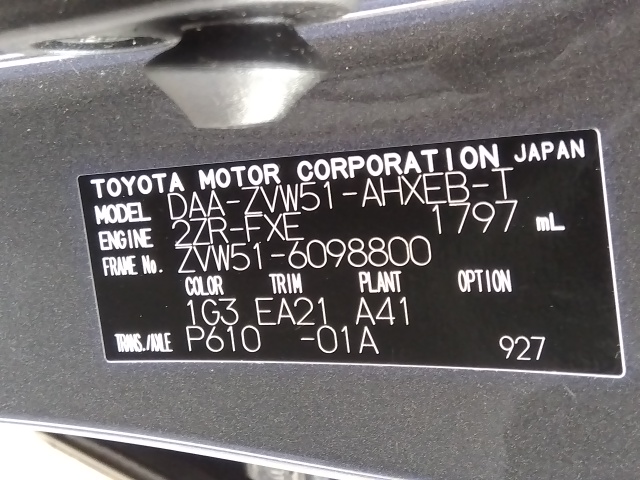 TOYOTA MOTOR CORPORATION JAPAN
MODEL DAA-ZVW51-AHXEB-T
ENGINE 2ZR-FXE 1797 mL
FRAME No. ZVW51-6098800
COLOR TRIM PLANT OPTION
1G3 EA21 A41
TRANS./AXLE P610 -01A 927